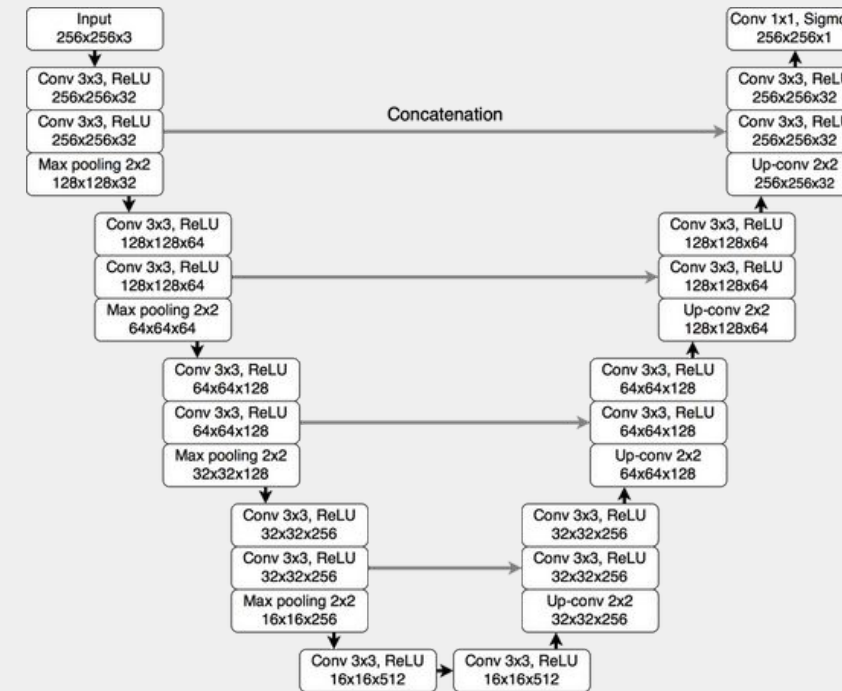 Input
256x256x3
Conv 3x3, ReLU
256x256x32
Conv 3x3, ReLU
256x256x32
Max pooling 2x2
128x128x32
Conv 3x3, ReLU
128x128x64
Conv 3x3, ReLU
128x128x64
Max pooling 2x2
64x64x64
Conv 3x3, ReLU
64x64x128
Conv 3x3, ReLU
64x64x128
Max pooling 2x2
32x32x128
Conv 3x3, ReLU
32x32x256
Conv 3x3, ReLU
32x32x256
Max pooling 2x2
16x16x256
Conv 3x3, ReLU
16x16x512
Conv 3x3, ReLU
16x16x512
Concatenation
Conv 1x1, Sigmo
256x256x1
Conv 3x3, ReLU
256x256x32
Conv 3x3, ReLU
256x256x32
Up-conv 2x2
256x256x32
Conv 3x3, ReLU
128x128x64
Conv 3x3, ReLU
128x128x64
Up-conv 2x2
128x128x64
Conv 3x3, ReLU
64x64x128
Conv 3x3, ReLU
64x64x128
Up-conv 2x2
64x64x128
Conv 3x3, ReLU
32x32x256
Conv 3x3, ReLU
32x32x256
Up-conv 2x2
32x32x256